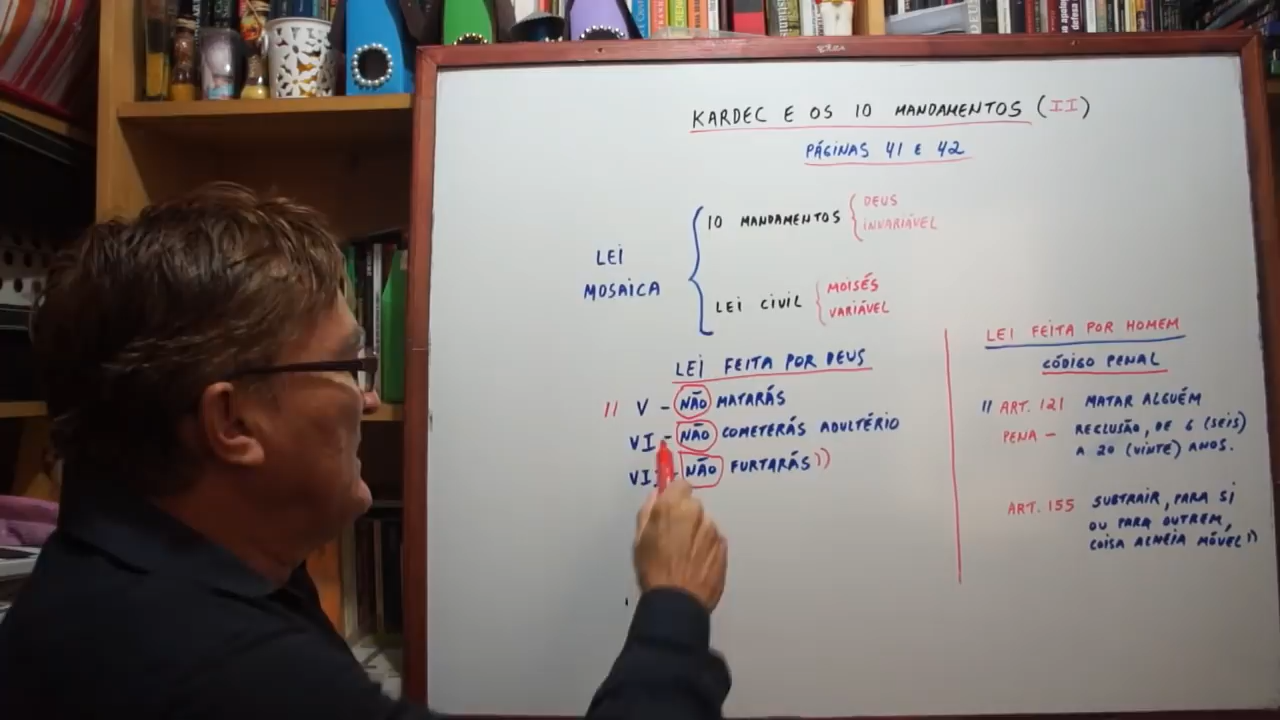 KARDEC E OS 10 MANDAMENTOS (II)
PÁGINAS 41 E 42
LEI
MOSAICA
10 MANDAMENTOS
DEUS
INVARIÁVEL
LEI CIVIL
MOISÉS
VARIÁVEL
LEI FEITA POR DEUS
" V - NÃO MATARÁS
VI - NÃO COMETERÁS ADULTÉRIO
VII - NÃO FURTARÁS "
LEI FEITA POR HOMEM
CÓDIGO PENAL
" ART. 121 MATAR ALGUÉM
PENA - RECLUSÃO, DE 6 (SEIS)
A 20 (VINTE) ANOS.
ART. 155 SUBTRAIR, PARA SI
OU PARA OUTREM,
COISA ALHEIA MÓVEL "